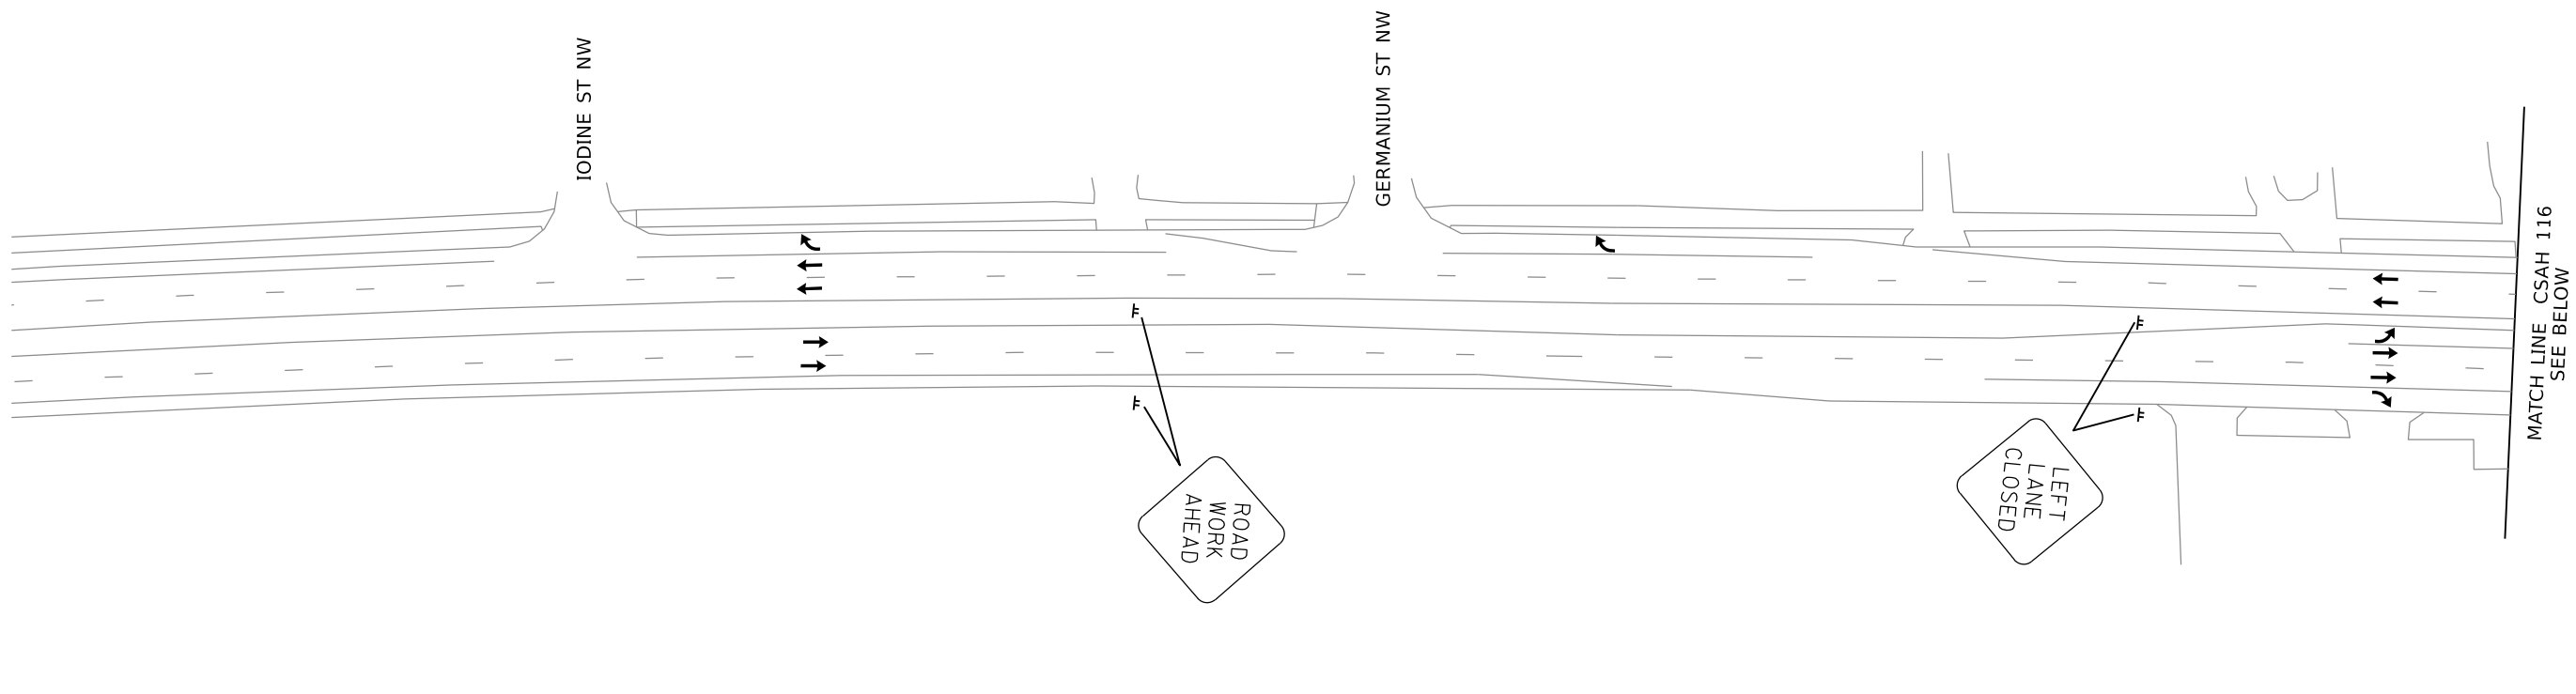 IODINE ST NW
GERMANIUM ST NW
ROAD
WORK
AHEAD
LEFT
LANE
CLOSED
MATCH LINE CSAH 116
SEE BELOW